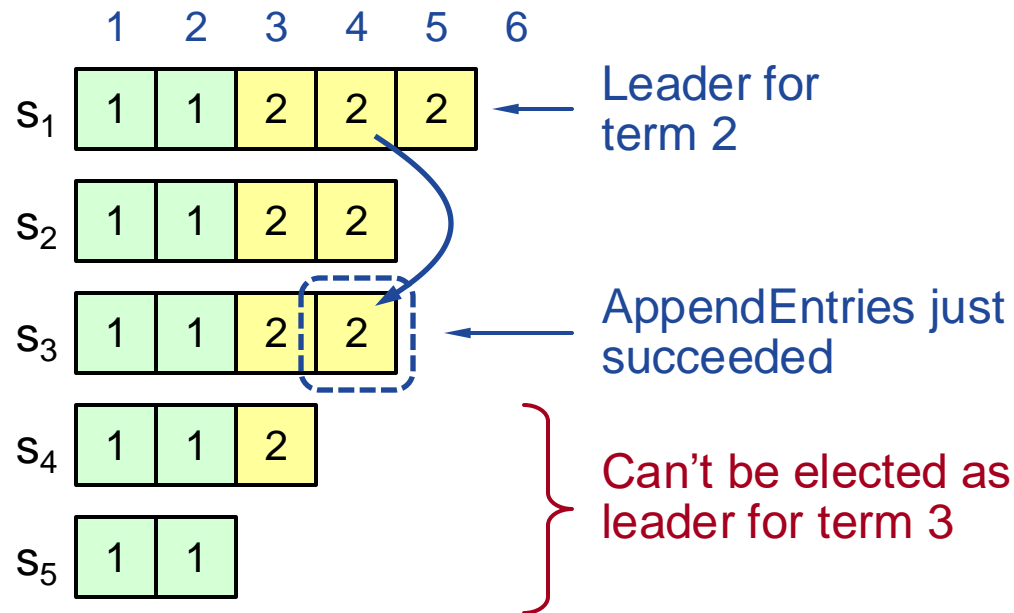 1 2 3 4 5 6
s1 1 1 2 2 2
Leader for
term 2
s2 1 1 2 2
s3 1 1 2 2
AppendEntries just
succeeded
s4 1 1 2
Can’t be elected as
leader for term 3
s5 1 1